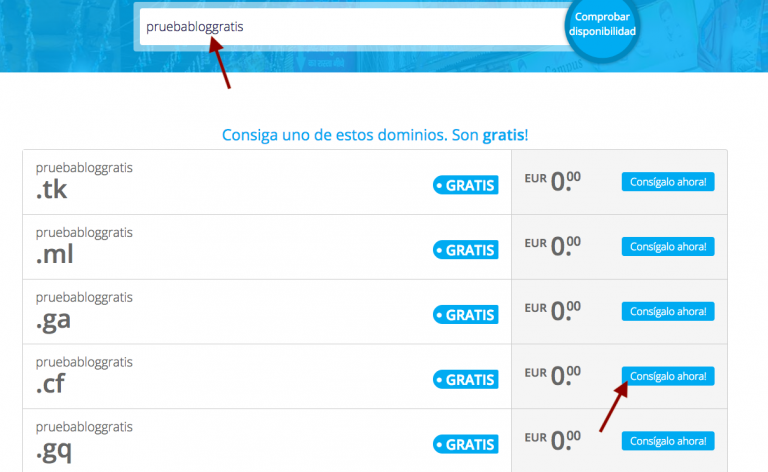 pruebabloggratis
Comprobar
disponibilidad
Consiga uno de estos dominios. Son gratis!
pruebabloggratis
.tk
GRATIS
EUR 0.00
Consígalo ahora!
pruebabloggratis
.ml
GRATIS
EUR 0.00
Consígalo ahora!
pruebabloggratis
.ga
GRATIS
EUR 0.00
Consígalo ahora!
pruebabloggratis
.cf
GRATIS
EUR 0.00
Consígalo ahora!
pruebabloggratis
.gq
GRATIS
EUR 0.00
Consígalo ahora!